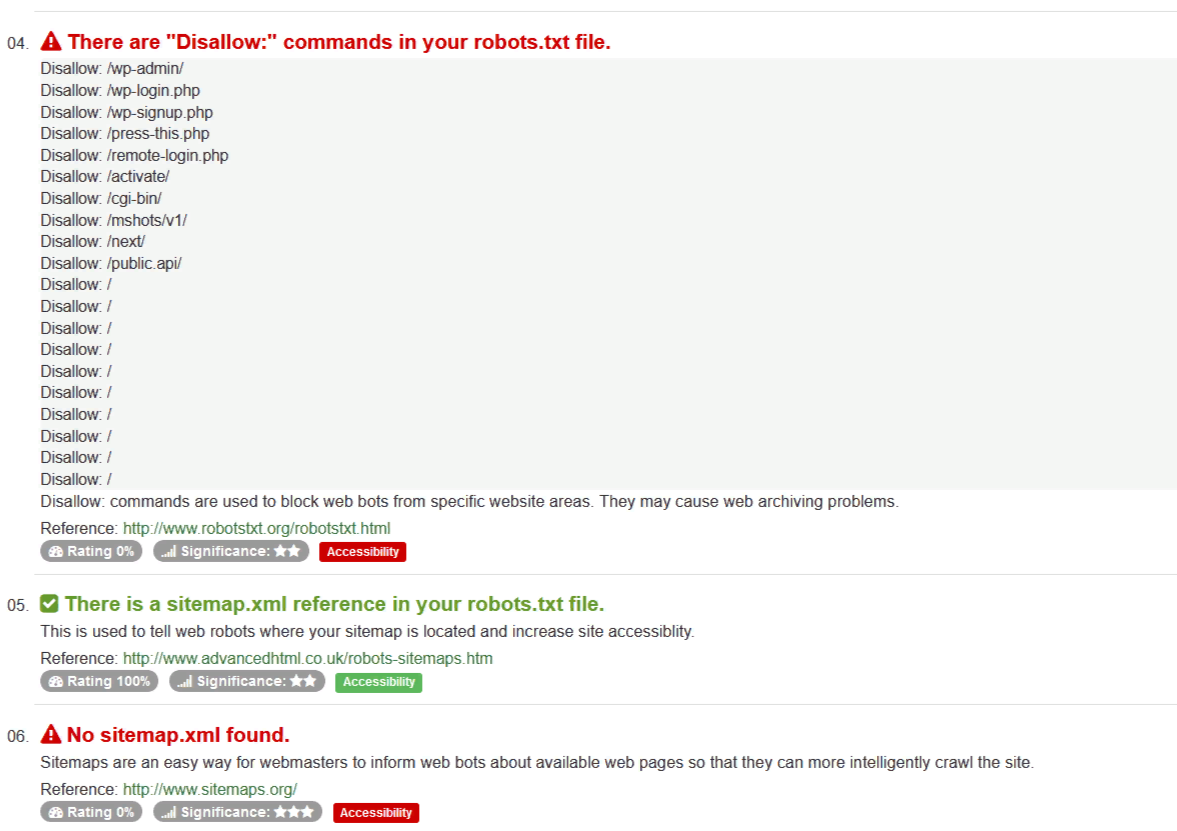 04. There are "Disallow:" commands in your robots.txt file.
Disallow: /wp-admin/
Disallow: /wp-login.php
Disallow: /wp-signup.php
Disallow: /press-this.php
Disallow: /remote-login.php
Disallow: /activate/
Disallow: /cgi-bin/
Disallow: /mshots/v1/
Disallow: /next/
Disallow: /public.api/
Disallow: /
Disallow: /
Disallow: /
Disallow: /
Disallow: /
Disallow: /
Disallow: /
Disallow: /
Disallow: /
Disallow: /
Disallow: commands are used to block web bots from specific website areas. They may cause web archiving problems.
Reference: http://www.robotstxt.org/robotstxt.html
Rating 0% Significance: Accessibility
05. There is a sitemap.xml reference in your robots.txt file.
This is used to tell web robots where your sitemap is located and increase site accessiblity.
Reference: http://www.advancedhtml.co.uk/robots-sitemaps.htm
Rating 100% Significance: Accessibility
06. No sitemap.xml found.
Sitemaps are an easy way for webmasters to inform web bots about available web pages so that they can more intelligently crawl the site.
Reference: http://www.sitemaps.org/
Rating 0% Significance: Accessibility